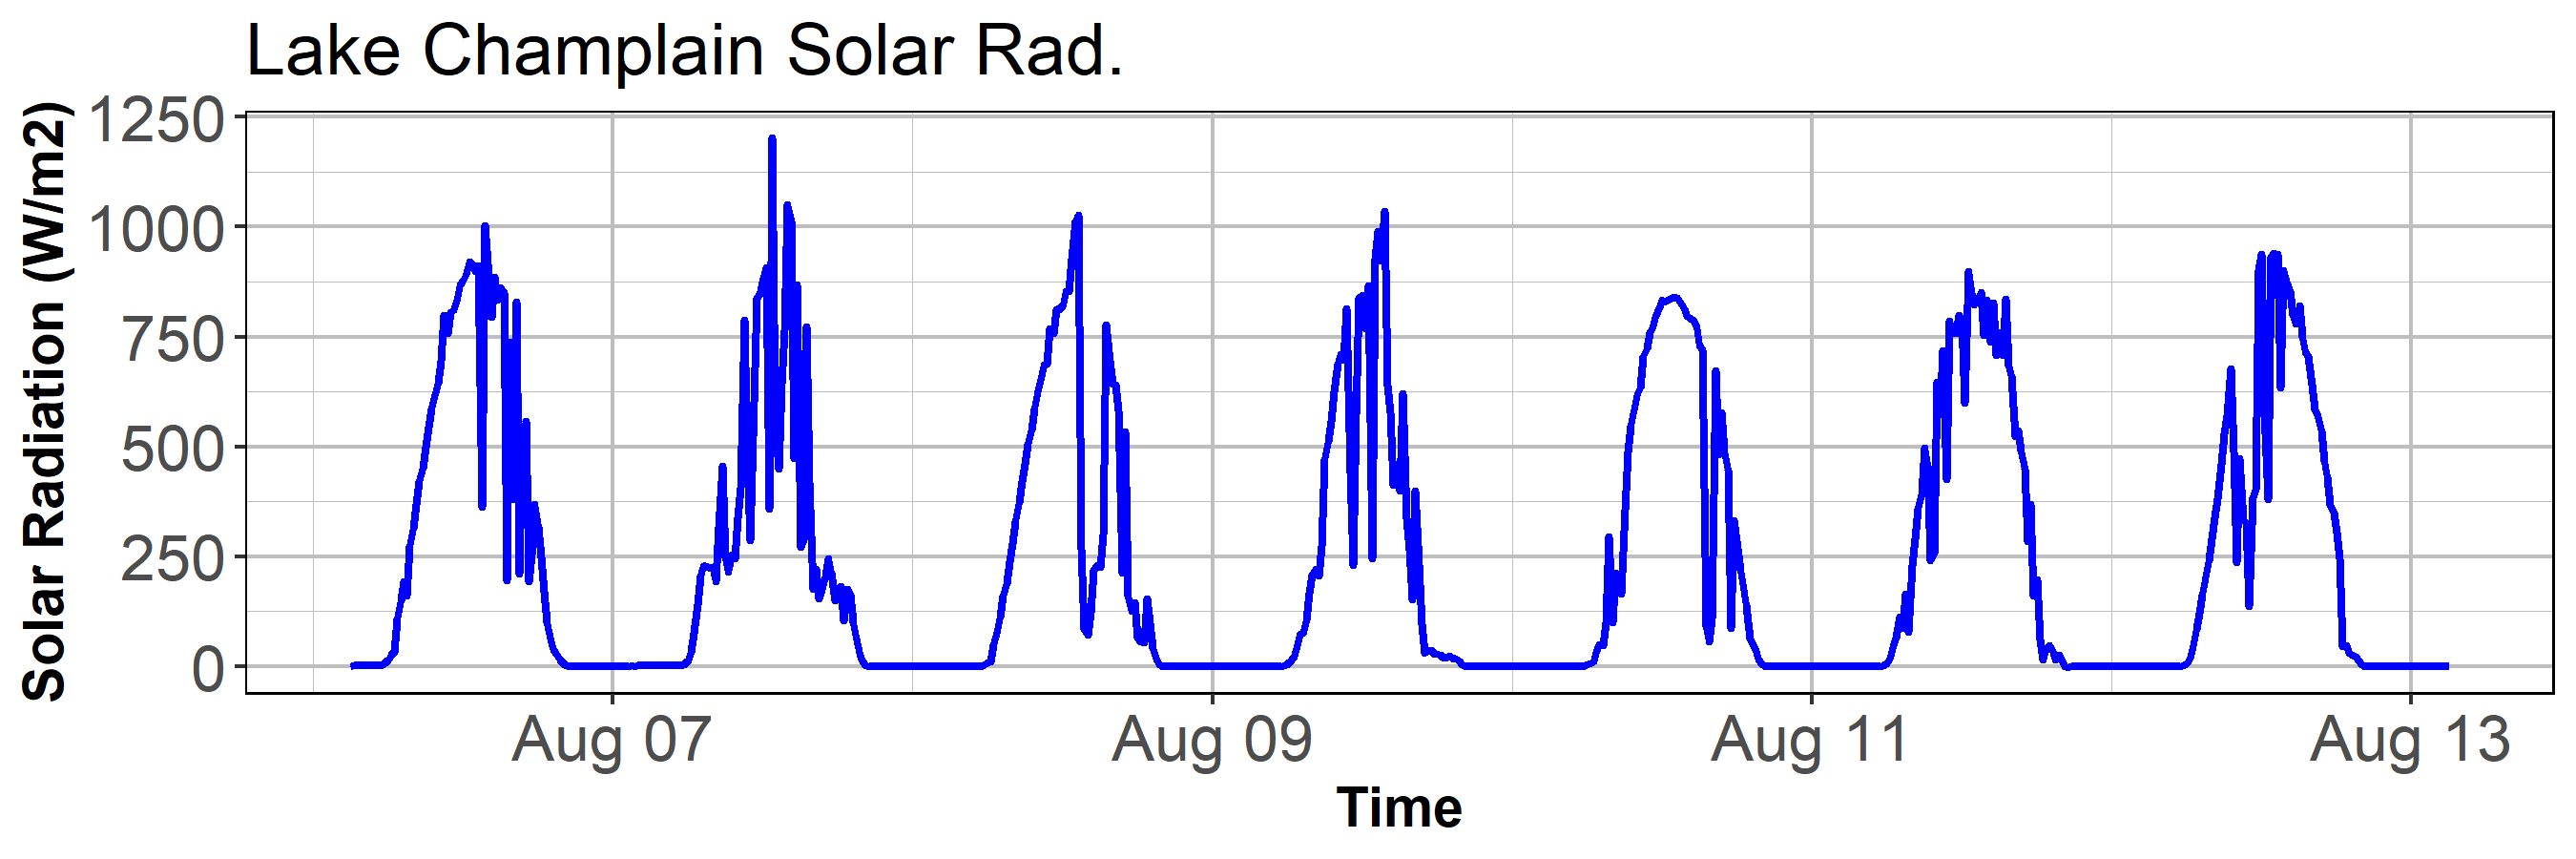 Lake Champlain Solar Rad.
Solar Radiation (W/m2)
1250
1000
750
500
250
0
Aug 07 Aug 09 Aug 11 Aug 13
Time